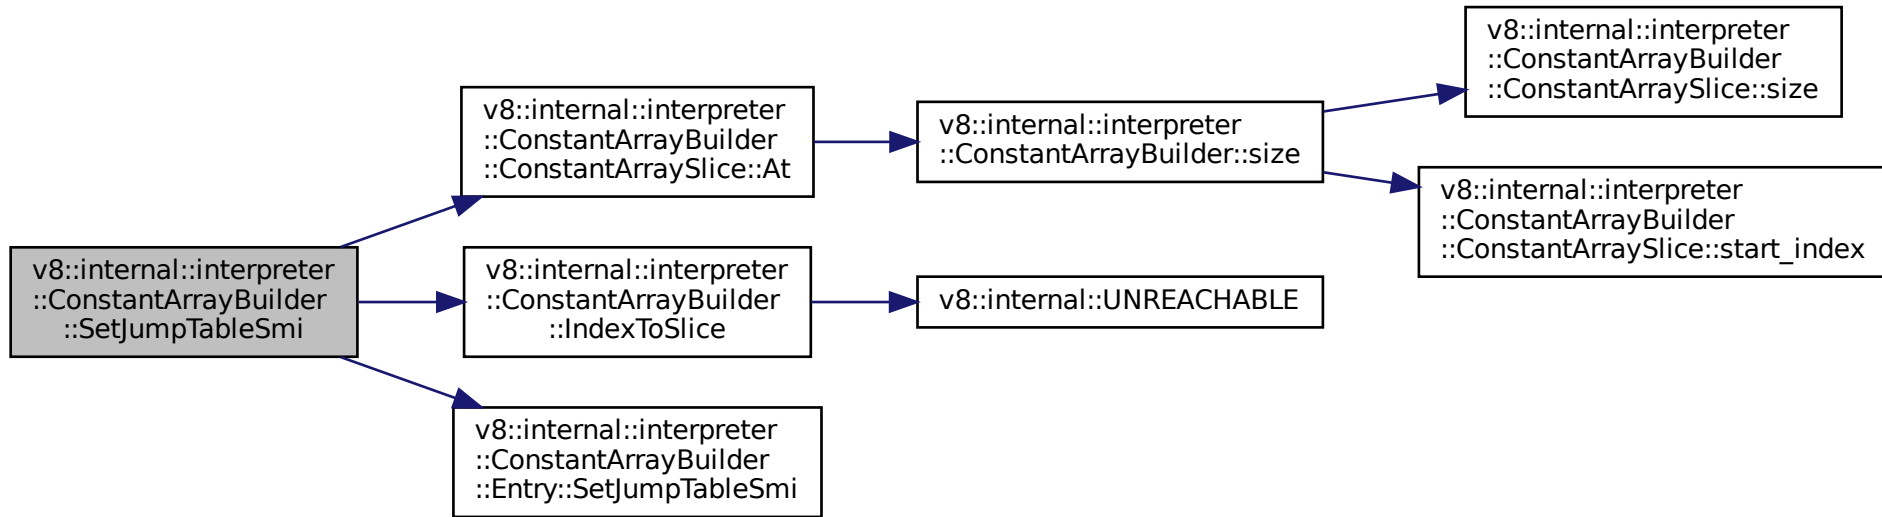 v8::internal::interpreter
::ConstantArrayBuilder
::SetJumpTableSmi
v8::internal::interpreter
::ConstantArrayBuilder
::ConstantArraySlice::At
v8::internal::interpreter
::ConstantArrayBuilder::size
v8::internal::interpreter
::ConstantArrayBuilder
::ConstantArraySlice::size
v8::internal::interpreter
::ConstantArrayBuilder
::ConstantArraySlice::start_index
v8::internal::interpreter
::ConstantArrayBuilder
::IndexToSlice
v8::internal::UNREACHABLE
v8::internal::interpreter
::ConstantArrayBuilder
::Entry::SetJumpTableSmi